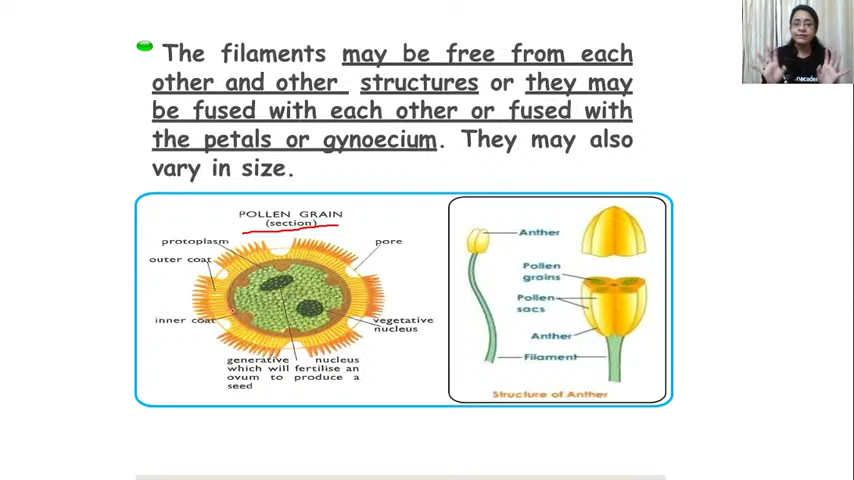 The filaments may be free from each
other and other structures or they may
be fused with each other or fused with
the petals or gynoecium. They may also
vary in size.
POLLEN GRAIN
(section)
protoplasm
pore
outer coat
inner coat
vegetative
nucleus
generative nucleus
which will fertilise an
ovum to produce a
seed
Anther
Pollen
grains
Pollen
sacs
Anther
Filament
Structure of Anther